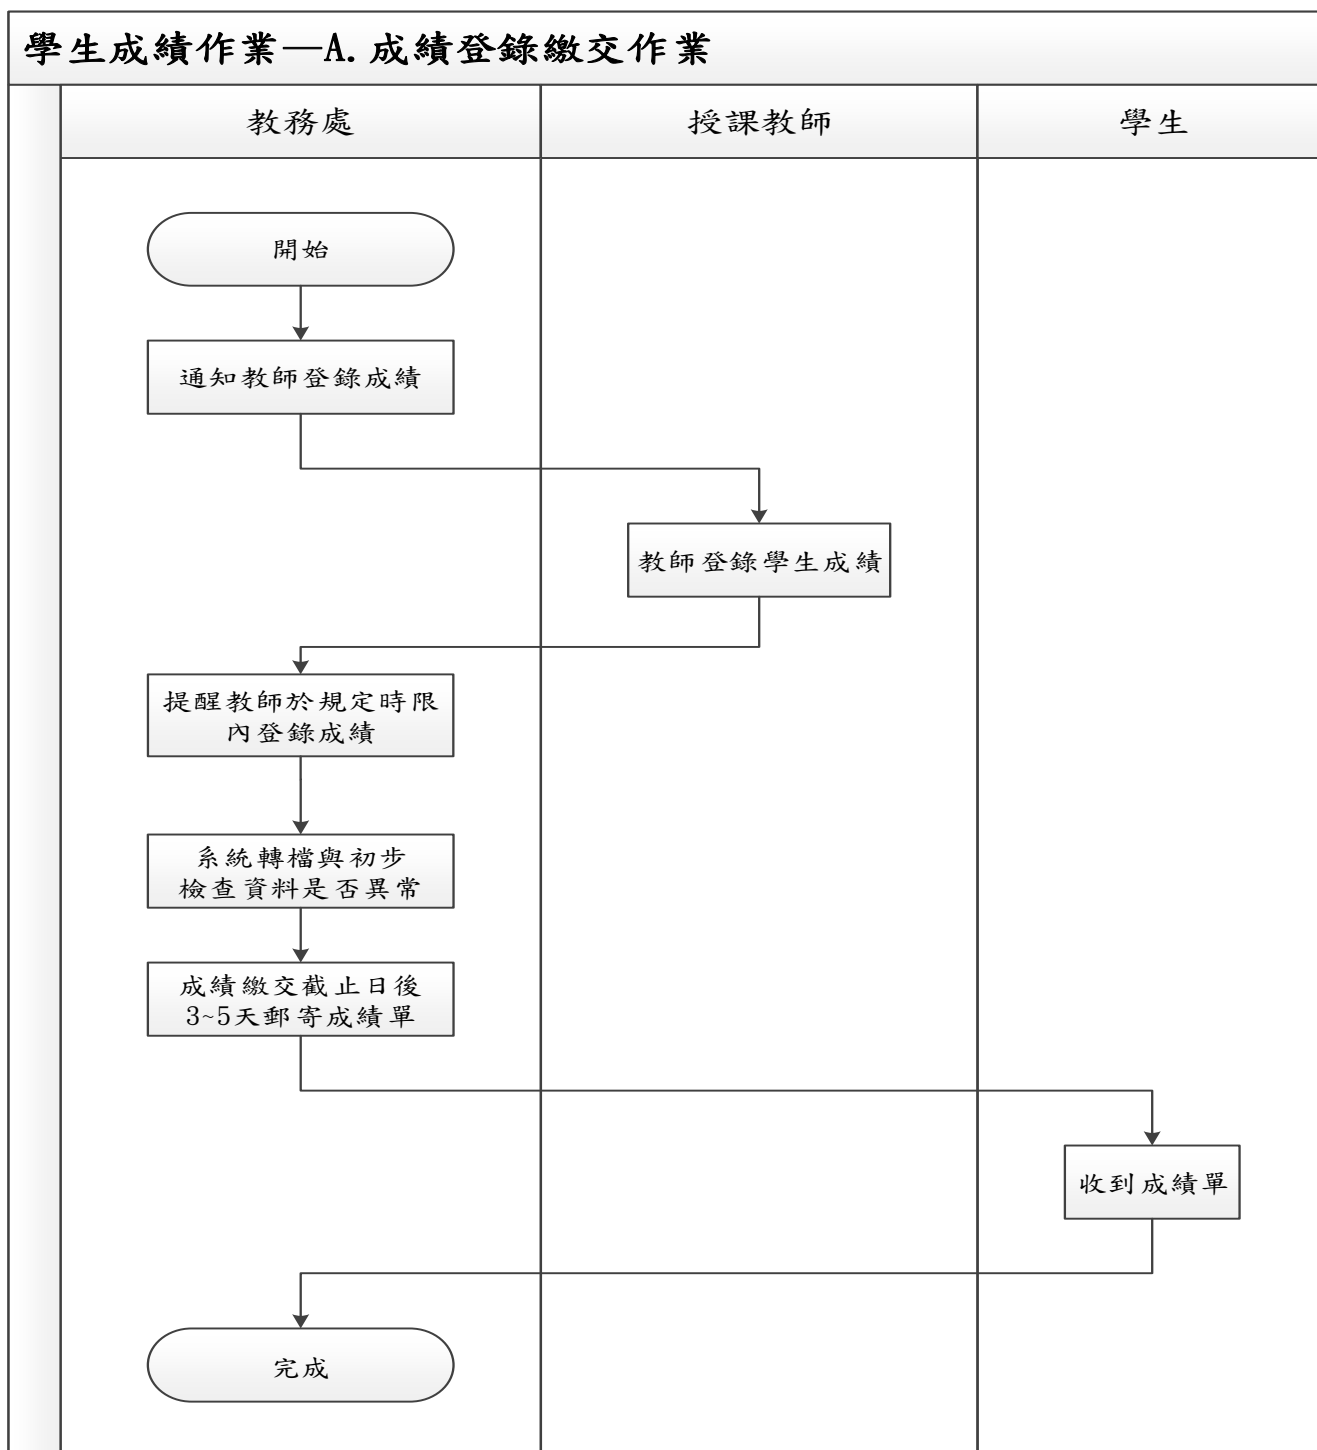 學生成績作業—A.成績登錄繳交作業
教務處
授課教師
學生
開始
通知教師登錄成績
教師登錄學生成績
提醒教師於規定時限
內登錄成績
系統轉檔與初步
檢查資料是否異常
成績繳交截止日後
3~5天郵寄成績單
收到成績單
完成